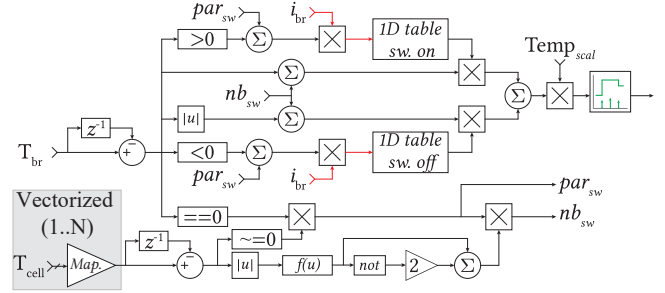 par_sw
i_br
>0
Σ
1D table
sw. on
Temp_scal
Σ
nb_sw
Σ
z⁻¹
|u|
Σ
T_br
+
−
<0
Σ
1D table
sw. off
par_sw
i_br
Vectorized
(1..N)
==0
par_sw
nb_sw
z⁻¹
~=0
T_cell
Map.
+
−
|u|
f(u)
not
2
Σ